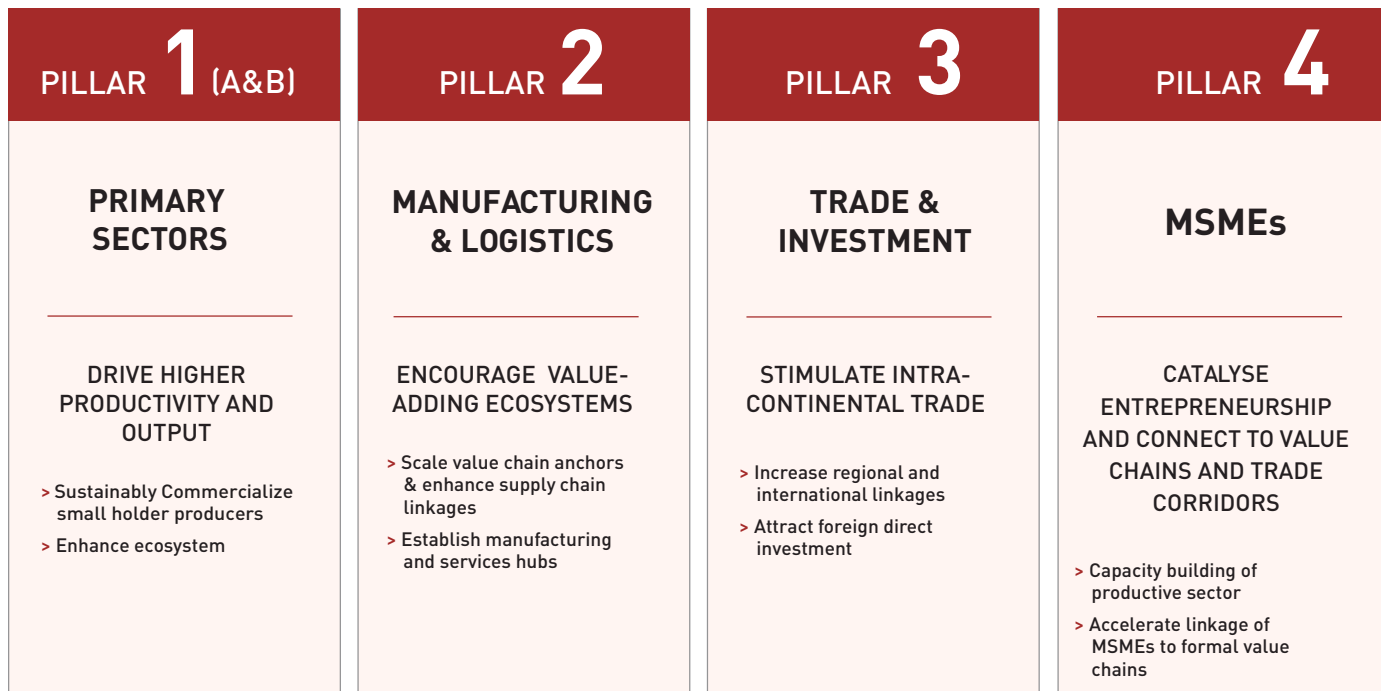 PILLAR 1 (A&B)
PRIMARY
SECTORS
DRIVE HIGHER
PRODUCTIVITY AND
OUTPUT
> Sustainably Commercialize
small holder producers
> Enhance ecosystem
PILLAR 2
MANUFACTURING
& LOGISTICS
ENCOURAGE VALUE-
ADDING ECOSYSTEMS
> Scale value chain anchors
& enhance supply chain
linkages
> Establish manufacturing
and services hubs
PILLAR 3
TRADE &
INVESTMENT
STIMULATE INTRA-
CONTINENTAL TRADE
> Increase regional and
international linkages
> Attract foreign direct
investment
PILLAR 4
MSMEs
CATALYSE
ENTREPRENEURSHIP
AND CONNECT TO VALUE
CHAINS AND TRADE
CORRIDORS
> Capacity building of
productive sector
> Accelerate linkage of
MSMEs to formal value
chains